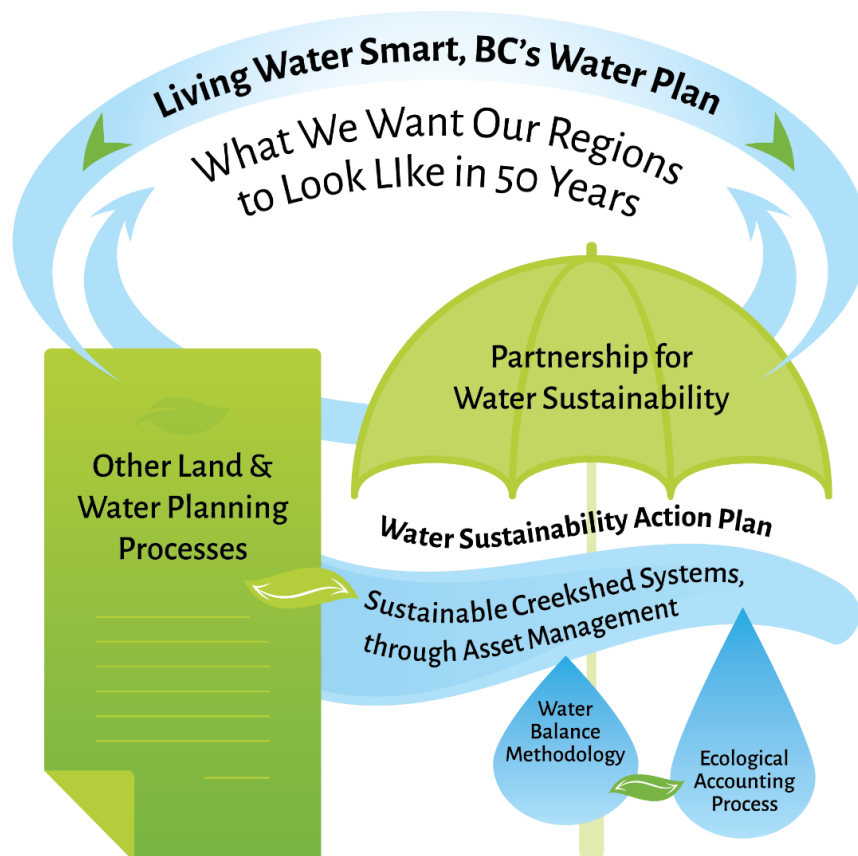 Living Water Smart, BC's Water Plan
What We Want Our Regions
to Look LIke in 50 Years
Partnership for
Water Sustainability
Other Land &
Water Planning
Processes
Water Sustainability Action Plan
Sustainable Creekshed Systems,
through Asset Management
Water
Balance
Methodology
Ecological
Accounting
Process